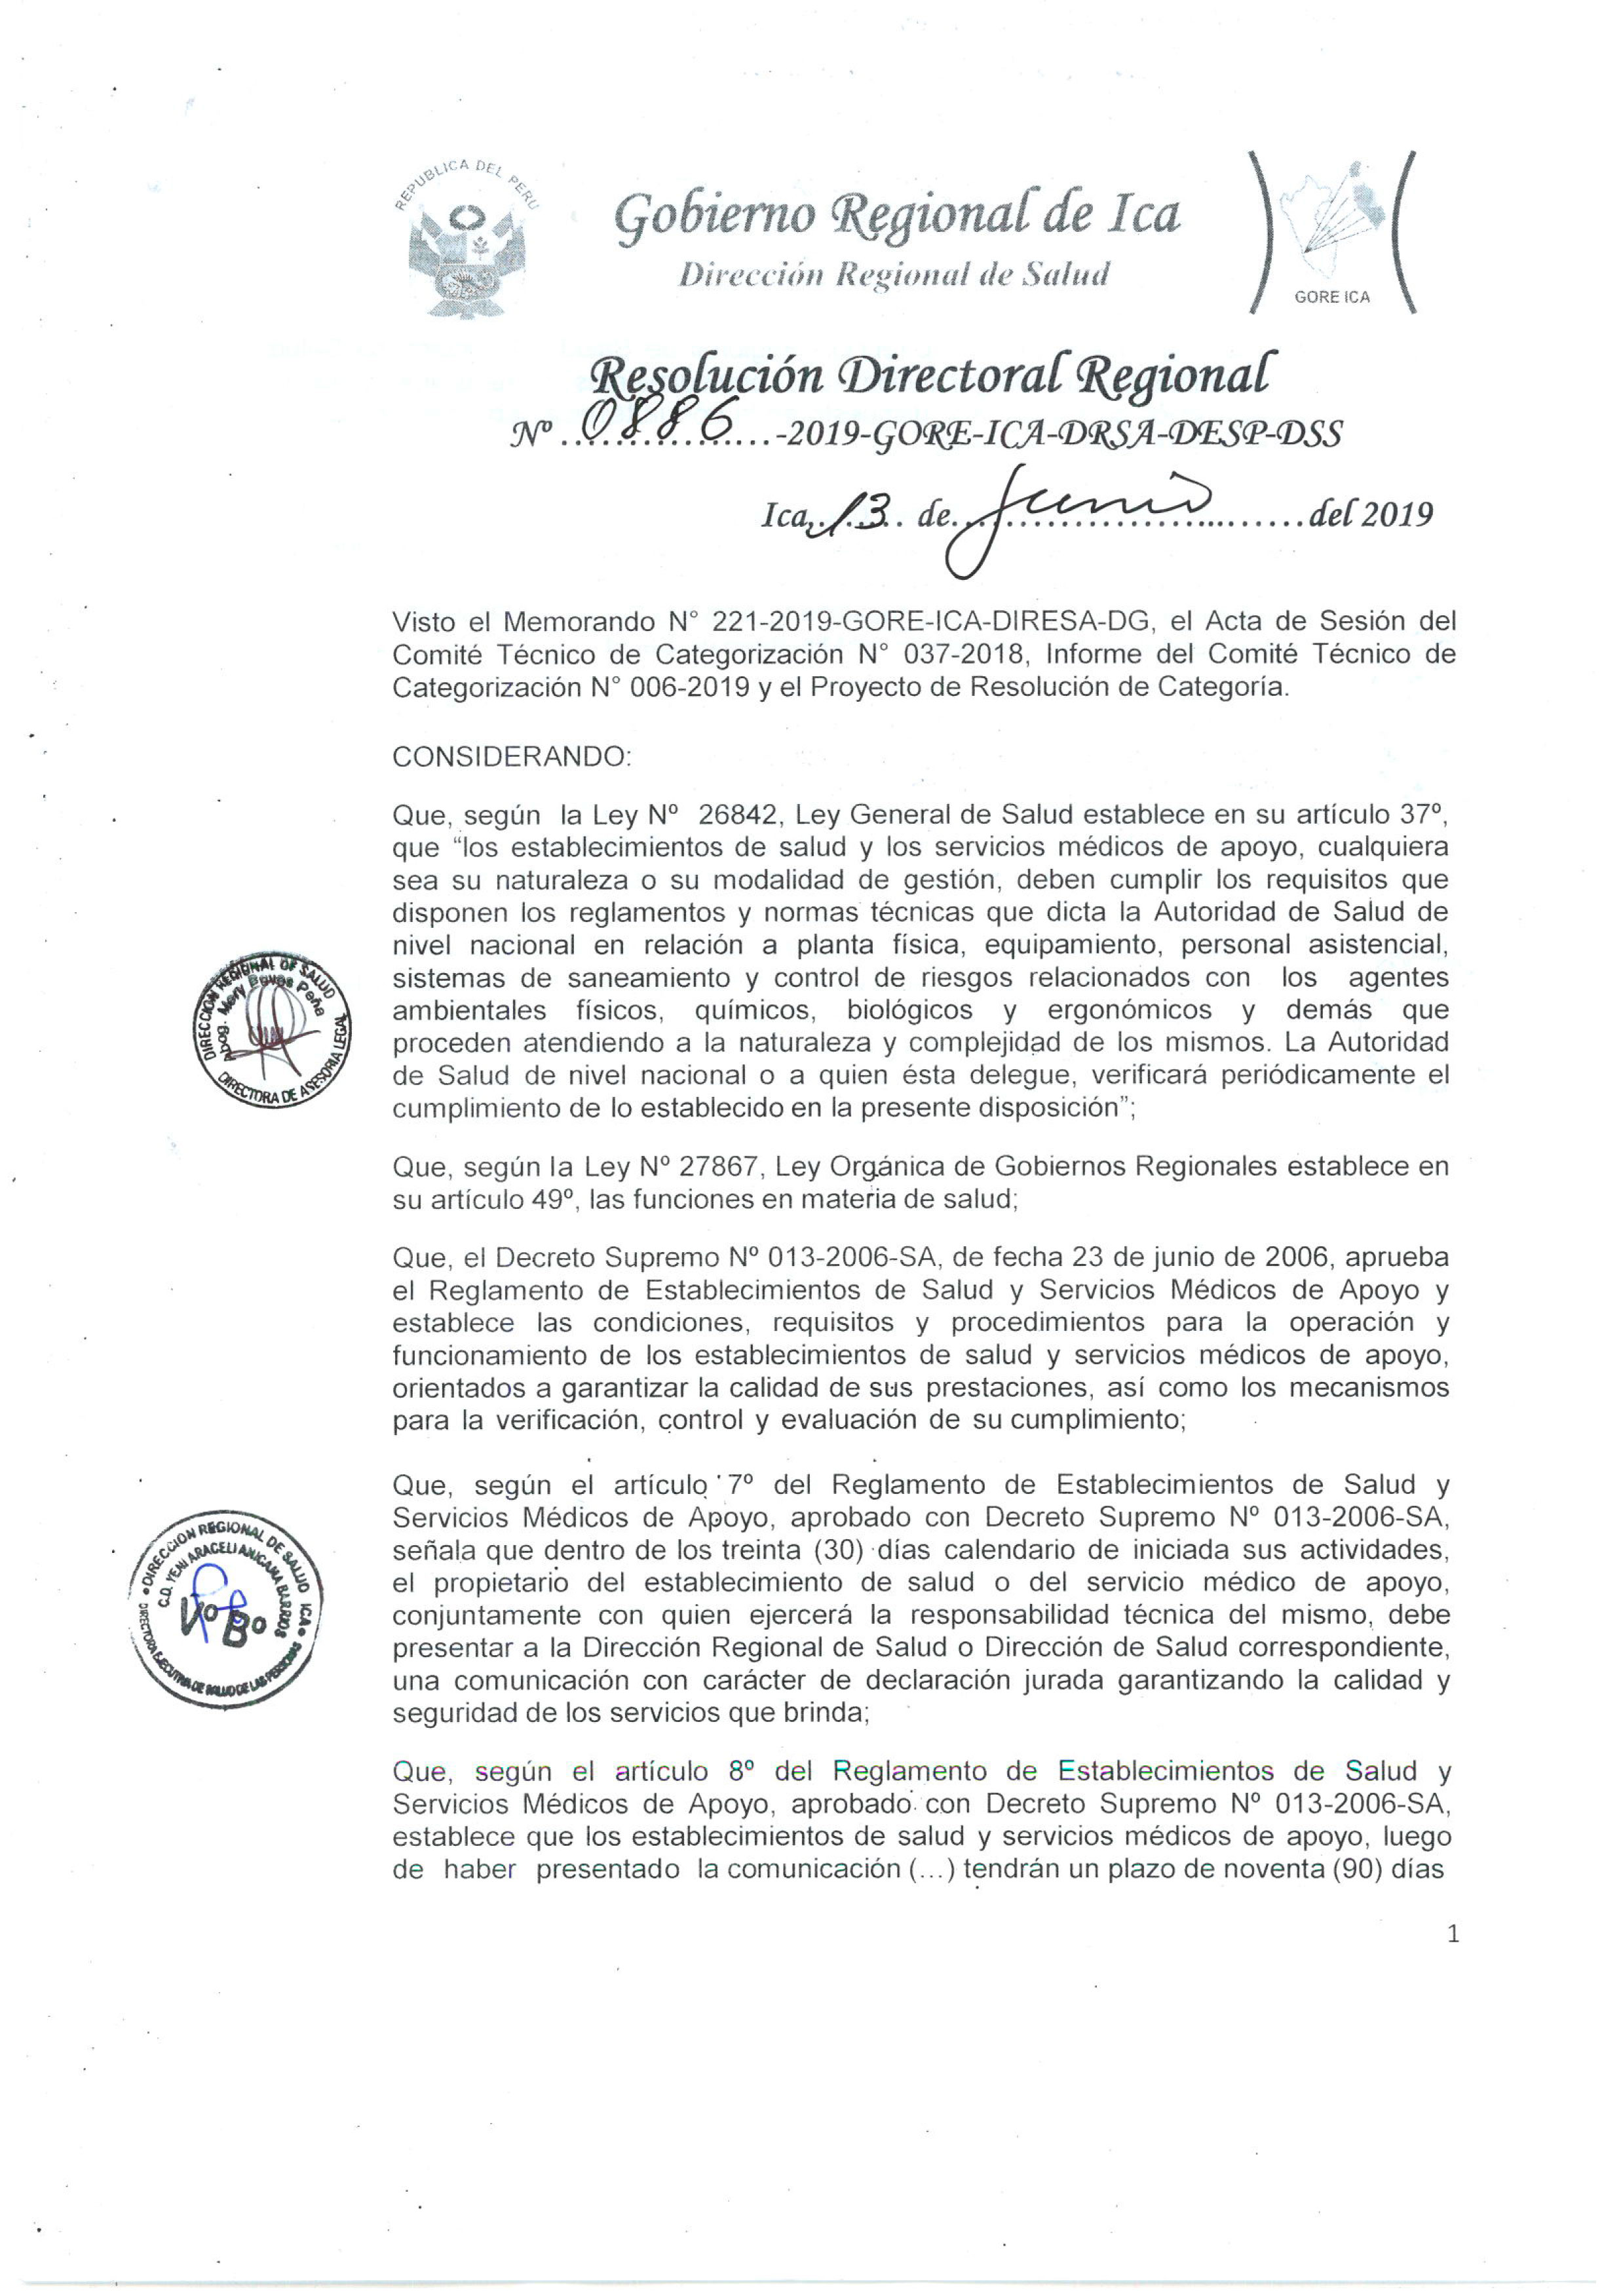 REPUBLICA DEL PERU
Gobierno Regional de Ica
Dirección Regional de Salud
GORE ICA
Resolución Directoral Regional
Nº ..0886...-2019-GORE-ICA-DRSA-DESP-DSS
Ica,..13.. de...Junio.......del 2019
Visto el Memorando N° 221-2019-GORE-ICA-DIRESA-DG, el Acta de Sesión del
Comité Técnico de Categorización N° 037-2018, Informe del Comité Técnico de
Categorización N° 006-2019 y el Proyecto de Resolución de Categoría.
CONSIDERANDO:
Que, según la Ley Nº 26842, Ley General de Salud establece en su artículo 37º,
que “los establecimientos de salud y los servicios médicos de apoyo, cualquiera
sea su naturaleza o su modalidad de gestión, deben cumplir los requisitos que
disponen los reglamentos y normas técnicas que dicta la Autoridad de Salud de
nivel nacional en relación a planta física, equipamiento, personal asistencial,
sistemas de saneamiento y control de riesgos relacionados con los agentes
ambientales físicos, químicos, biológicos y ergonómicos y demás que
proceden atendiendo a la naturaleza y complejidad de los mismos. La Autoridad
de Salud de nivel nacional o a quien ésta delegue, verificará periódicamente el
cumplimiento de lo establecido en la presente disposición”;
DIRECCION REGIONAL DE SALUD
Abog. Mery Peña
DIRECTORA DE ASESORIA LEGAL
Que, según la Ley Nº 27867, Ley Orgánica de Gobiernos Regionales establece en
su artículo 49º, las funciones en materia de salud;
Que, el Decreto Supremo Nº 013-2006-SA, de fecha 23 de junio de 2006, aprueba
el Reglamento de Establecimientos de Salud y Servicios Médicos de Apoyo y
establece las condiciones, requisitos y procedimientos para la operación y
funcionamiento de los establecimientos de salud y servicios médicos de apoyo,
orientados a garantizar la calidad de sus prestaciones, así como los mecanismos
para la verificación, control y evaluación de su cumplimiento;
Que, según el artículo 7º del Reglamento de Establecimientos de Salud y
Servicios Médicos de Apoyo, aprobado con Decreto Supremo Nº 013-2006-SA,
señala que dentro de los treinta (30) días calendario de iniciada sus actividades,
el propietario del establecimiento de salud o del servicio médico de apoyo,
conjuntamente con quien ejercerá la responsabilidad técnica del mismo, debe
presentar a la Dirección Regional de Salud o Dirección de Salud correspondiente,
una comunicación con carácter de declaración jurada garantizando la calidad y
seguridad de los servicios que brinda;
DIRECCION REGIONAL DE SALUD ICA
C.D. YENI ARACELI ANICAMA BARRIOS
VºBº
DIRECTORA EJECUTIVA DE SALUD DE LAS PERSONAS
Que, según el artículo 8º del Reglamento de Establecimientos de Salud y
Servicios Médicos de Apoyo, aprobado con Decreto Supremo Nº 013-2006-SA,
establece que los establecimientos de salud y servicios médicos de apoyo, luego
de haber presentado la comunicación (...) tendrán un plazo de noventa (90) días
1